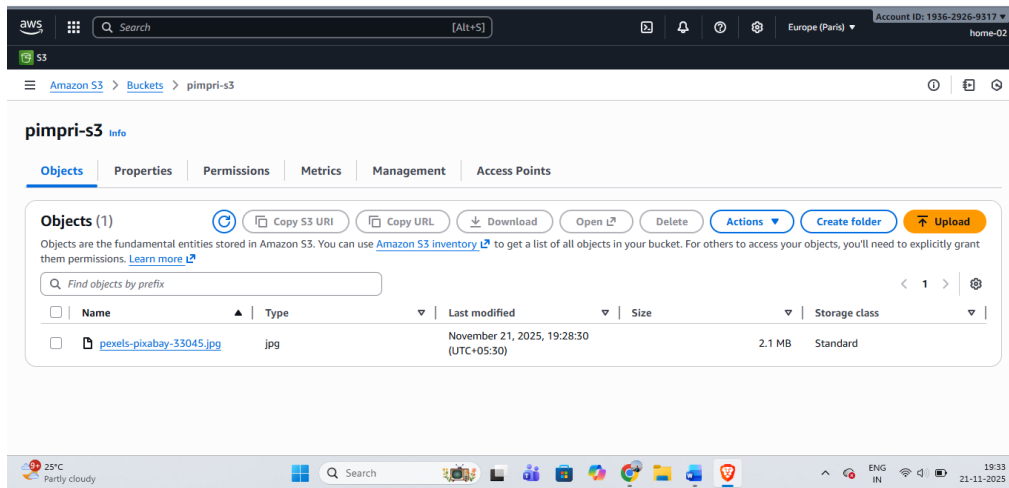 aws
Search [Alt+S]
Europe (Paris) ▼
Account ID: 1936-2926-9317 ▼
home-02
S3
Amazon S3 > Buckets > pimpri-s3
pimpri-s3 Info
Objects Properties Permissions Metrics Management Access Points
Objects (1) Copy S3 URI Copy URL Download Open Delete Actions ▼ Create folder Upload
Objects are the fundamental entities stored in Amazon S3. You can use Amazon S3 inventory to get a list of all objects in your bucket. For others to access your objects, you'll need to explicitly grant
them permissions. Learn more
Find objects by prefix
< 1 >
Name ▲ Type Last modified Size Storage class
pexels-pixabay-33045.jpg jpg November 21, 2025, 19:28:30 2.1 MB Standard
(UTC+05:30)
9+ 25°C
Partly cloudy
Search
ENG
IN
19:33
21-11-2025